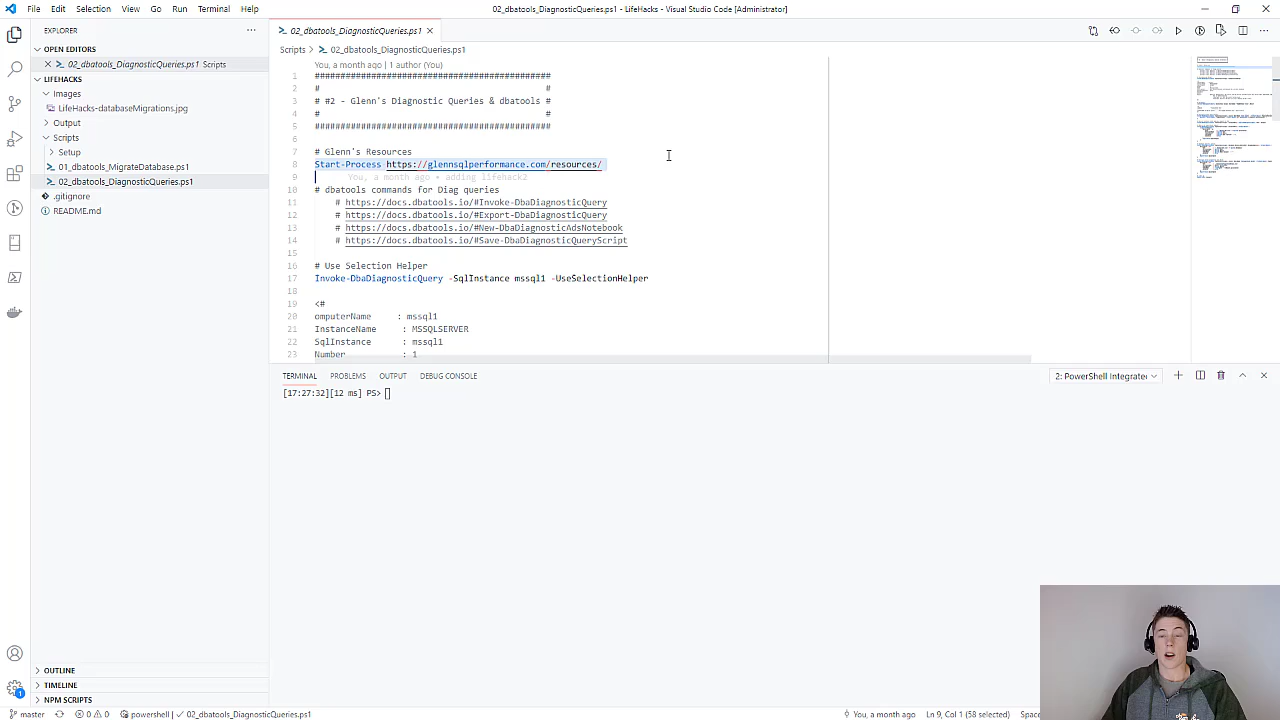 File Edit Selection View Go Run Terminal Help
02_dbatools_DiagnosticQueries.ps1 - LifeHacks - Visual Studio Code [Administrator]
EXPLORER
OPEN EDITORS
02_dbatools_DiagnosticQueries.ps1 Scripts
LIFEHACKS
Images
LifeHacks-databaseMigrations.jpg
Output
Scripts
Setup
01_dbatools_MigrateDatabase.ps1
02_dbatools_DiagnosticQueries.ps1
.gitignore
README.md
OUTLINE
TIMELINE
NPM SCRIPTS
02_dbatools_DiagnosticQueries.ps1
Scripts > 02_dbatools_DiagnosticQueries.ps1
You, a month ago | 1 author (You)
1 ##############################################
2 # #
3 # 02 - Glenn's Diagnostic Queries #
4 # #
5 ##############################################
6
7 # Glenn's Resources
8 Start-Process https://glennsqlperformance.com/resources/
9 You, a month ago • adding lifehack2
10 # dbatools commands for Diag queries
11 # https://docs.dbatools.io/#Invoke-DbaDiagnosticQuery
12 # https://docs.dbatools.io/#Export-DbaDiagnosticQuery
13 # https://docs.dbatools.io/#New-DbaDiagnosticAdsNotebook
14 # https://docs.dbatools.io/#Save-DbaDiagnosticQueryScript
15
16 # Use Selection Helper
17 Invoke-DbaDiagnosticQuery -SqlInstance mssql1 -UseSelectionHelper
18
19 <#
20 omputerName : mssql1
21 InstanceName : MSSQLSERVER
22 SqlInstance : mssql1
23 Number : 1
TERMINAL PROBLEMS OUTPUT DEBUG CONSOLE
2: PowerShell Integrate
[17:27:32][12 ms] PS>
1
master 0 0 powershell 02_dbatools_DiagnosticQueries.ps1
You, a month ago Ln 9, Col 1 (58 selected)